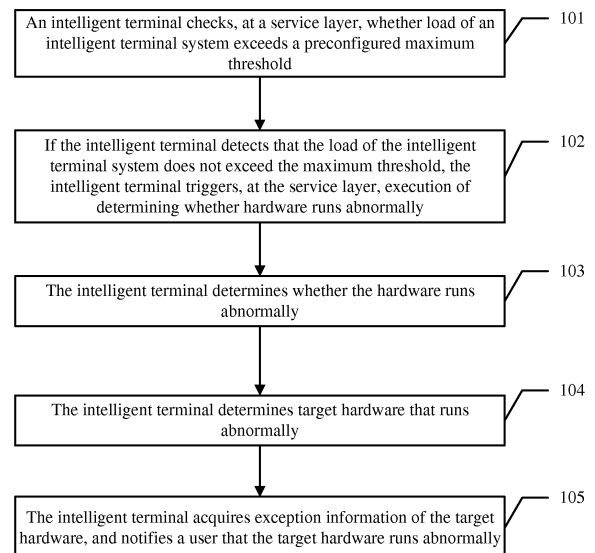 An intelligent terminal checks, at a service layer, whether load of an
intelligent terminal system exceeds a preconfigured maximum
threshold
101
If the intelligent terminal detects that the load of the intelligent
terminal system does not exceed the maximum threshold, the
intelligent terminal triggers, at the service layer, execution of
determining whether hardware runs abnormally
102
The intelligent terminal determines whether the hardware runs
abnormally
103
The intelligent terminal determines target hardware that runs
abnormally
104
The intelligent terminal acquires exception information of the target
hardware, and notifies a user that the target hardware runs abnormally
105